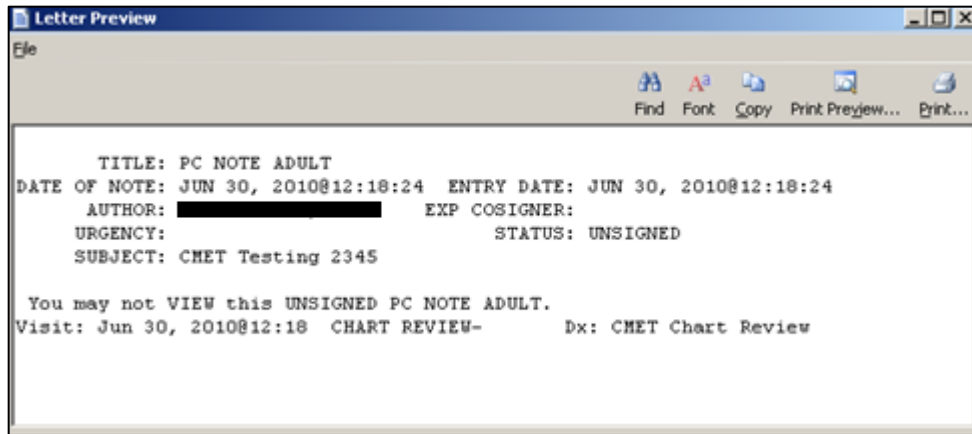 Letter Preview
File
Find Font Copy Print Preview... Print...
TITLE: PC NOTE ADULT
DATE OF NOTE: JUN 30, 2010@12:18:24 ENTRY DATE: JUN 30, 2010@12:18:24
AUTHOR: EXP COSIGNER:
URGENCY: STATUS: UNSIGNED
SUBJECT: CMET Testing 2345
You may not VIEW this UNSIGNED PC NOTE ADULT.
Visit: Jun 30, 2010@12:18 CHART REVIEW- Dx: CMET Chart Review